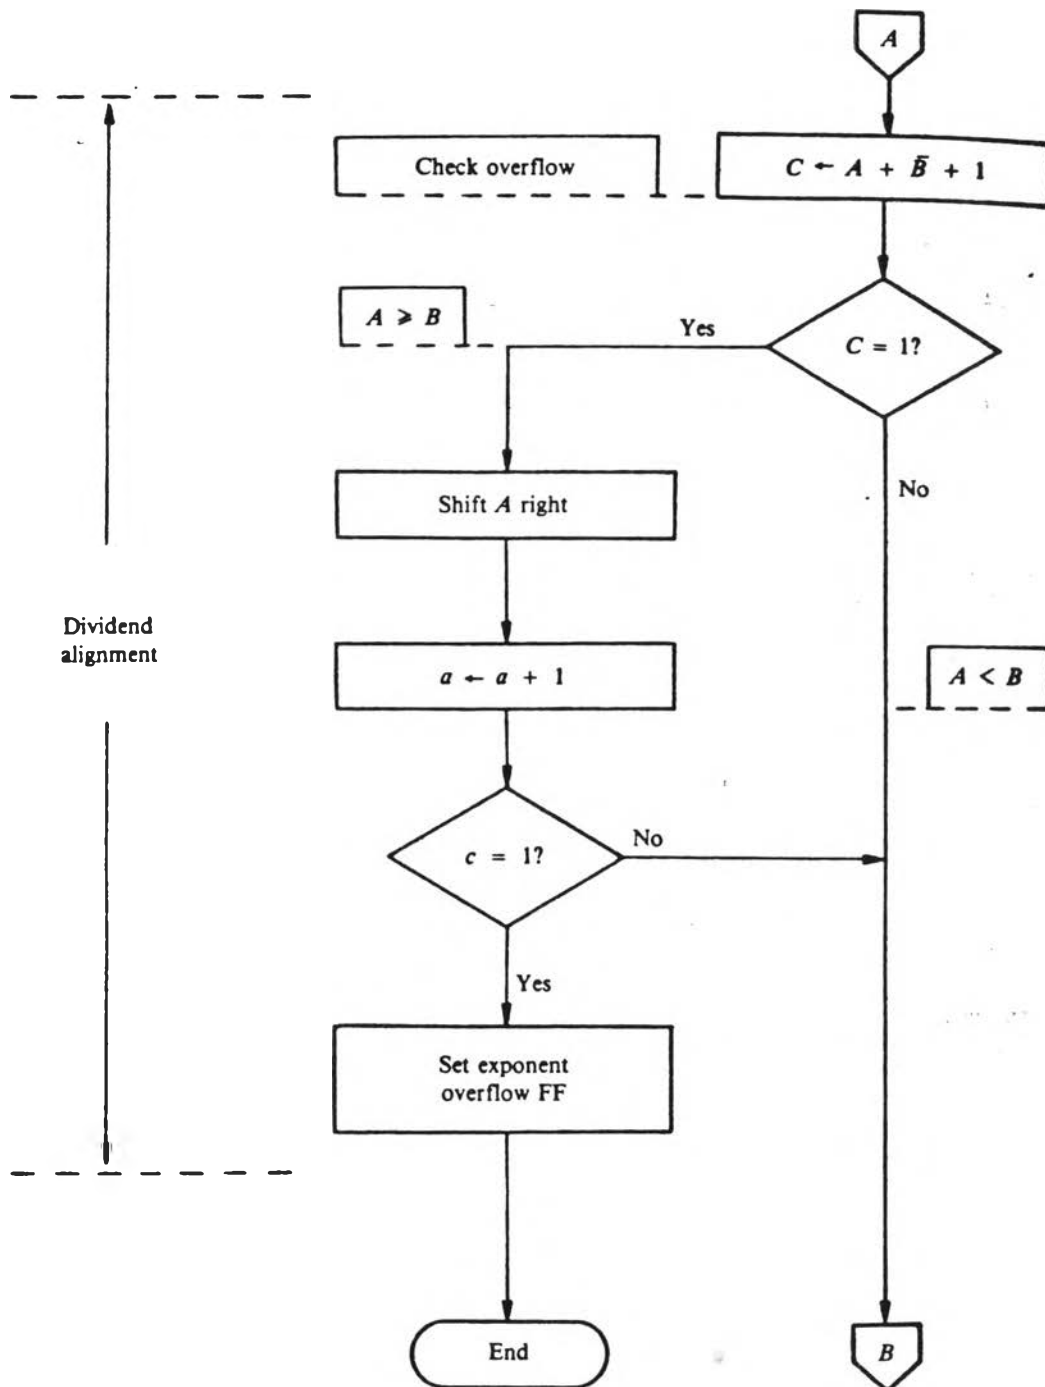 A
Check overflow
C ← A + B̄ + 1
A ⩾ B
Yes
C = 1?
Shift A right
No
Dividend
alignment
a ← a + 1
A < B
c = 1?
No
Yes
Set exponent
overflow FF
End
B